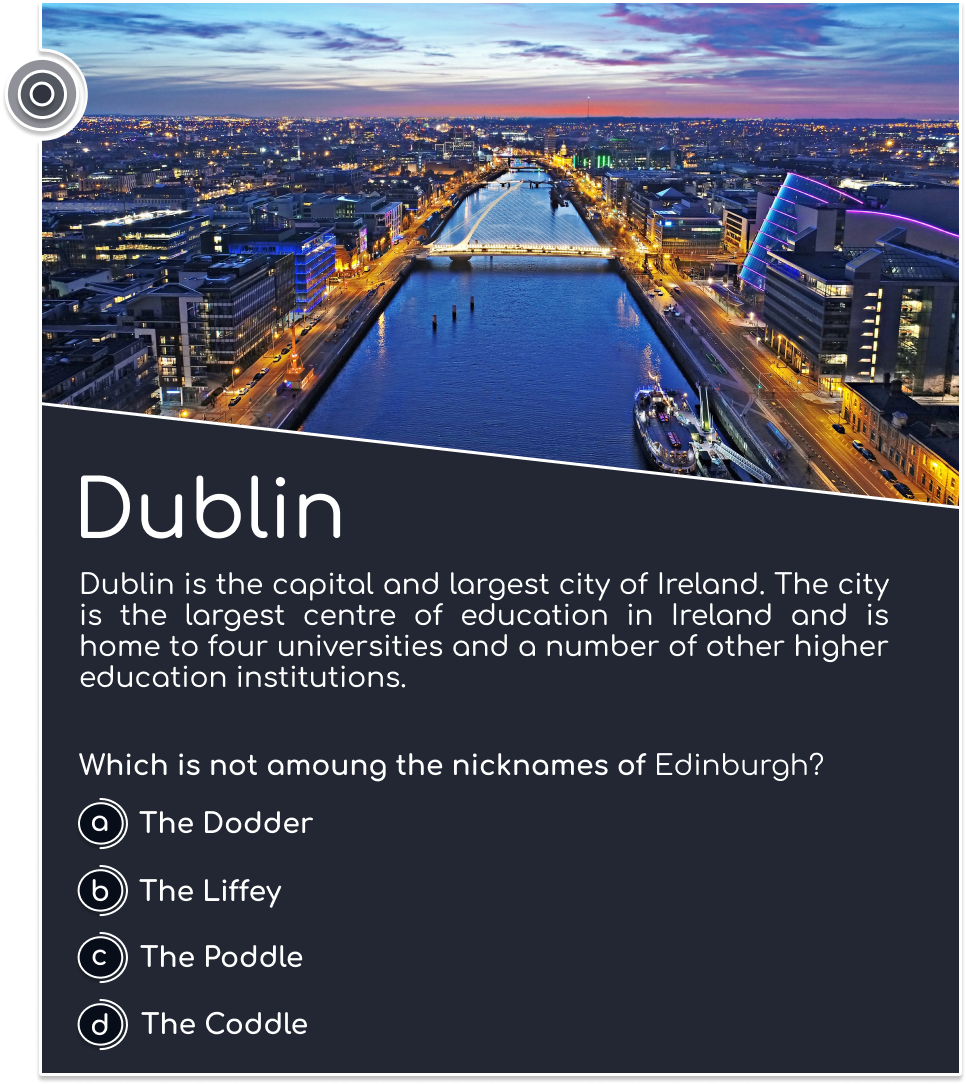 Dublin
Dublin is the capital and largest city of Ireland. The city
is the largest centre of education in Ireland and is
home to four universities and a number of other higher
education institutions.
Which is not amoung the nicknames of Edinburgh?
a The Dodder
b The Liffey
c The Poddle
d The Coddle